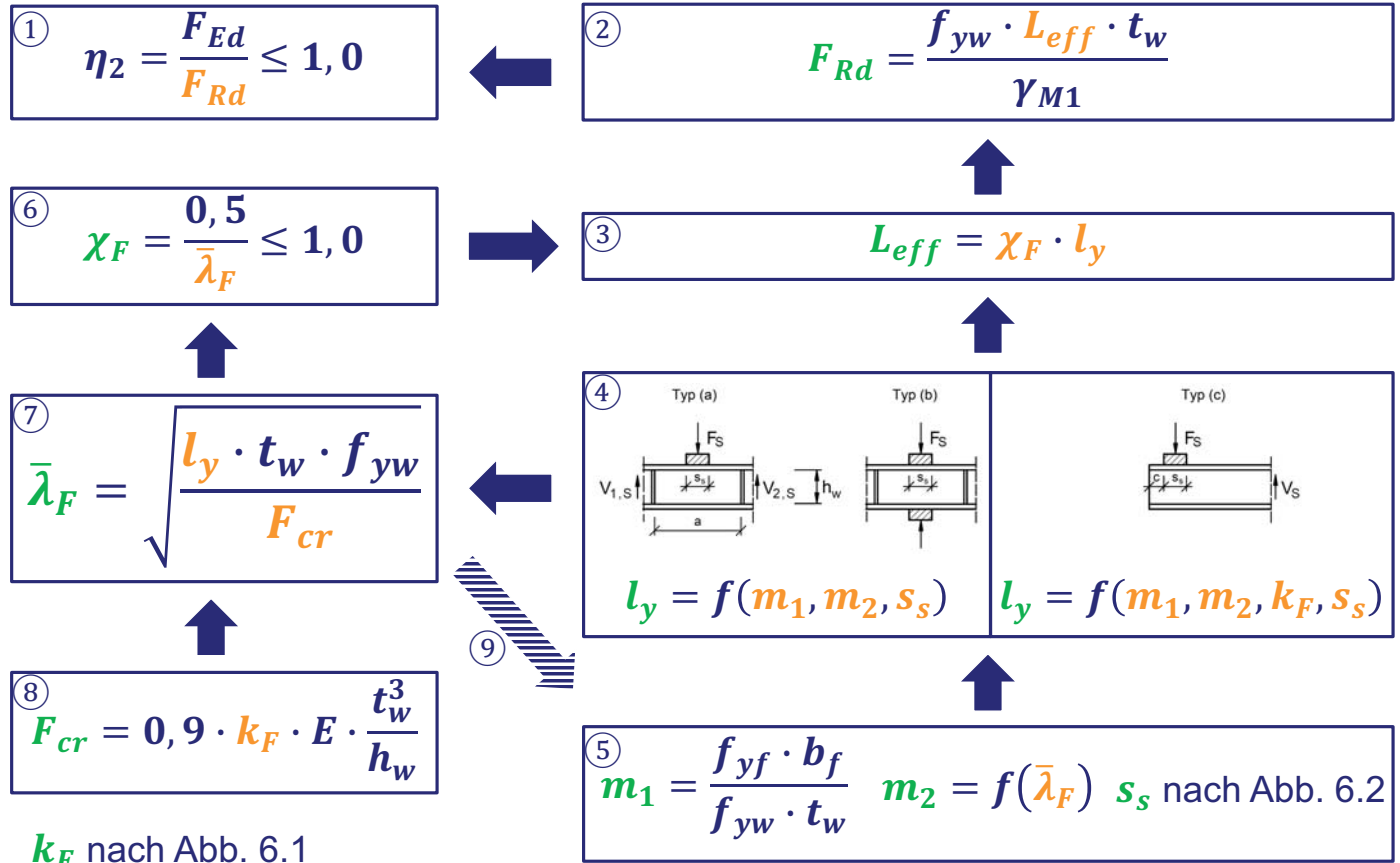 ① η₂ = F_Ed / F_Rd ≤ 1,0
② F_Rd = f_yw · L_eff · t_w / γ_M1
⑥ χ_F = 0,5 / λ̄_F ≤ 1,0
③ L_eff = χ_F · l_y
⑦ λ̄_F = √(l_y · t_w · f_yw / F_cr)
④
Typ (a)
F_S
V_1,S
s_s
V_2,S
h_w
a
Typ (b)
F_S
s_s
l_y = f(m₁, m₂, s_s)
Typ (c)
F_S
c
s_s
V_S
l_y = f(m₁, m₂, k_F, s_s)
⑨
⑧ F_cr = 0,9 · k_F · E · t_w³ / h_w
⑤ m₁ = f_yf · b_f / f_yw · t_w m₂ = f(λ̄_F) s_s nach Abb. 6.2
k_F nach Abb. 6.1